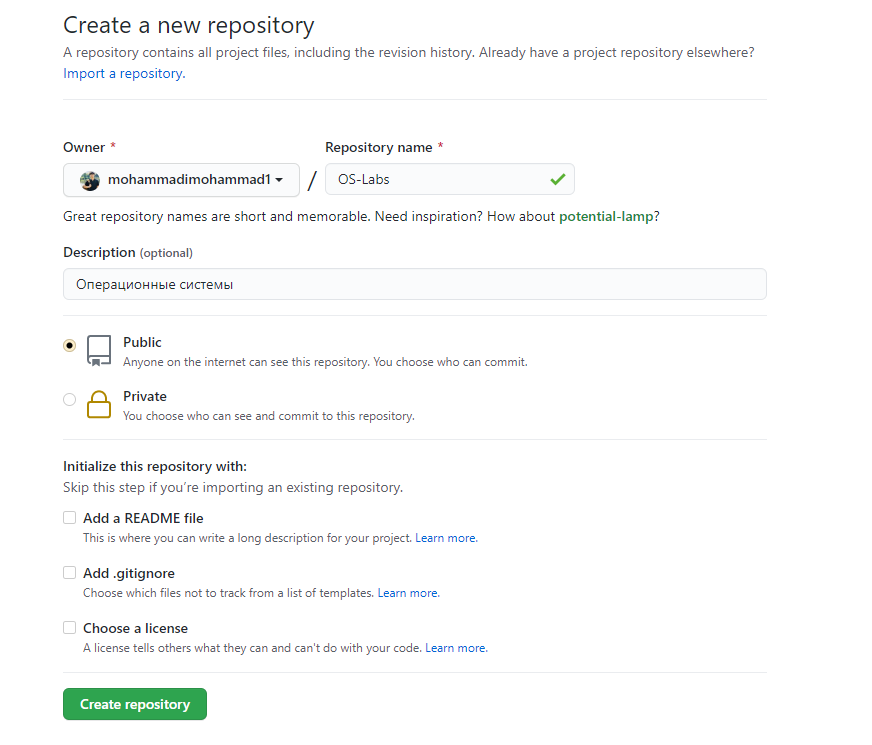 Create a new repository
A repository contains all project files, including the revision history. Already have a project repository elsewhere?
Import a repository.
Owner *
Repository name *
mohammadimohammad1 / OS-Labs
Great repository names are short and memorable. Need inspiration? How about potential-lamp?
Description (optional)
Операционные системы
Public
Anyone on the internet can see this repository. You choose who can commit.
Private
You choose who can see and commit to this repository.
Initialize this repository with:
Skip this step if you're importing an existing repository.
Add a README file
This is where you can write a long description for your project. Learn more.
Add .gitignore
Choose which files not to track from a list of templates. Learn more.
Choose a license
A license tells others what they can and can't do with your code. Learn more.
Create repository